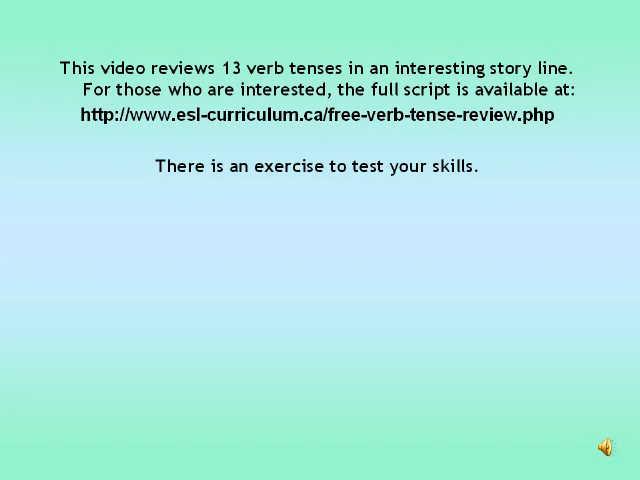 This video reviews 13 verb tenses in an interesting story line.
For those who are interested, the full script is available at:
http://www.esl-curriculum.ca/free-verb-tense-review.php
There is an exercise to test your skills.